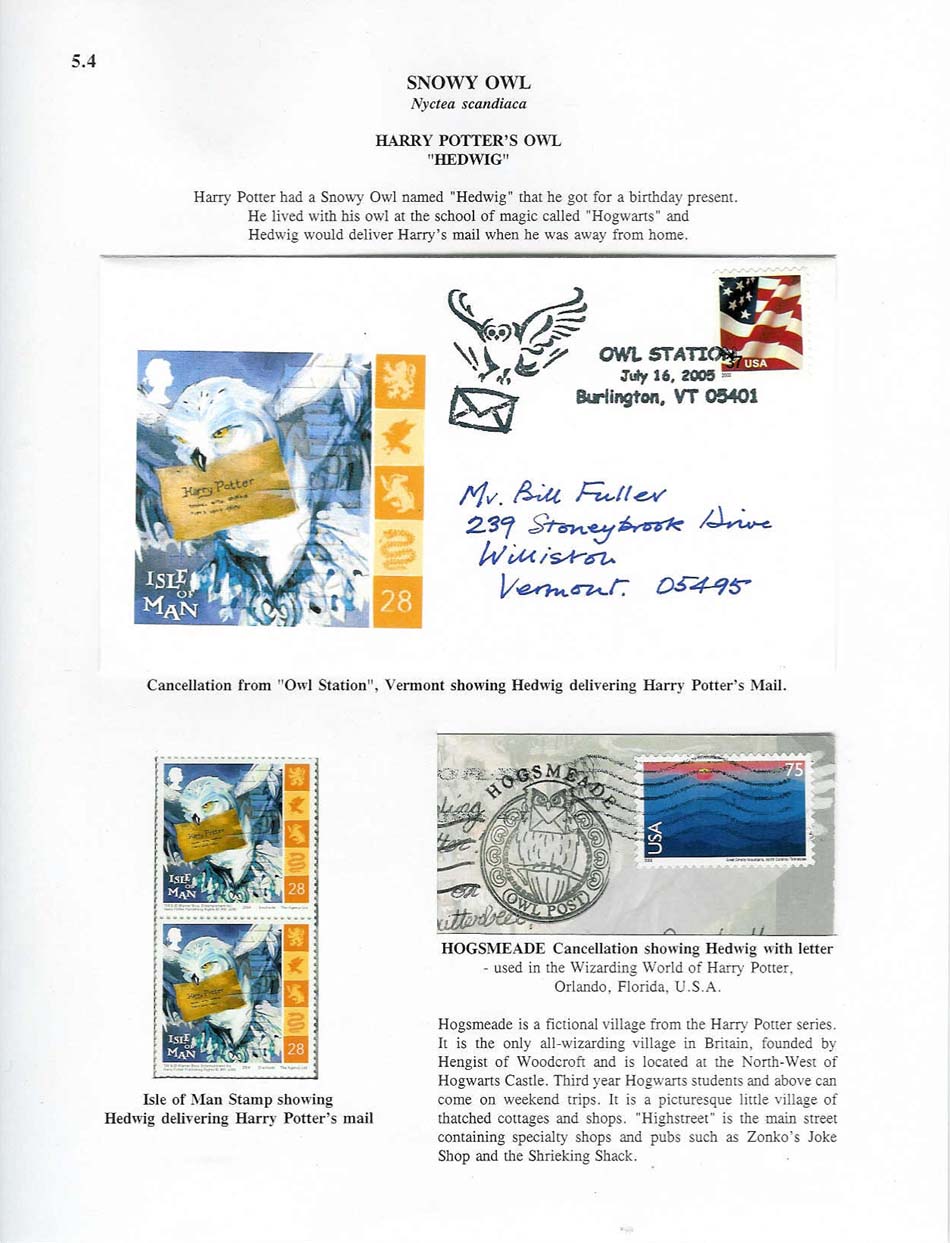 5.4
SNOWY OWL
Nyctea scandiaca
HARRY POTTER'S OWL
"HEDWIG"
Harry Potter had a Snowy Owl named "Hedwig" that he got for a birthday present.
He lived with his owl at the school of magic called "Hogwarts" and
Hedwig would deliver Harry's mail when he was away from home.
OWL STATION
July 16, 2005
Burlington, VT 05401
37 USA
Harry Potter
ISLE
OF
MAN
28
Mr. Bill Fuller
239 Stoneybrook Drive
Williston
Vermont. 05495
Cancellation from "Owl Station", Vermont showing Hedwig delivering Harry Potter's Mail.
Harry Potter
ISLE
OF
MAN
28
Harry Potter
ISLE
OF
MAN
28
Isle of Man Stamp showing
Hedwig delivering Harry Potter's mail
HOGSMEADE
(OWL POST)
75
USA
on
HOGSMEADE Cancellation showing Hedwig with letter
- used in the Wizarding World of Harry Potter,
Orlando, Florida, U.S.A.
Hogsmeade is a fictional village from the Harry Potter series.
It is the only all-wizarding village in Britain, founded by
Hengist of Woodcroft and is located at the North-West of
Hogwarts Castle. Third year Hogwarts students and above can
come on weekend trips. It is a picturesque little village of
thatched cottages and shops. "Highstreet" is the main street
containing specialty shops and pubs such as Zonko's Joke
Shop and the Shrieking Shack.